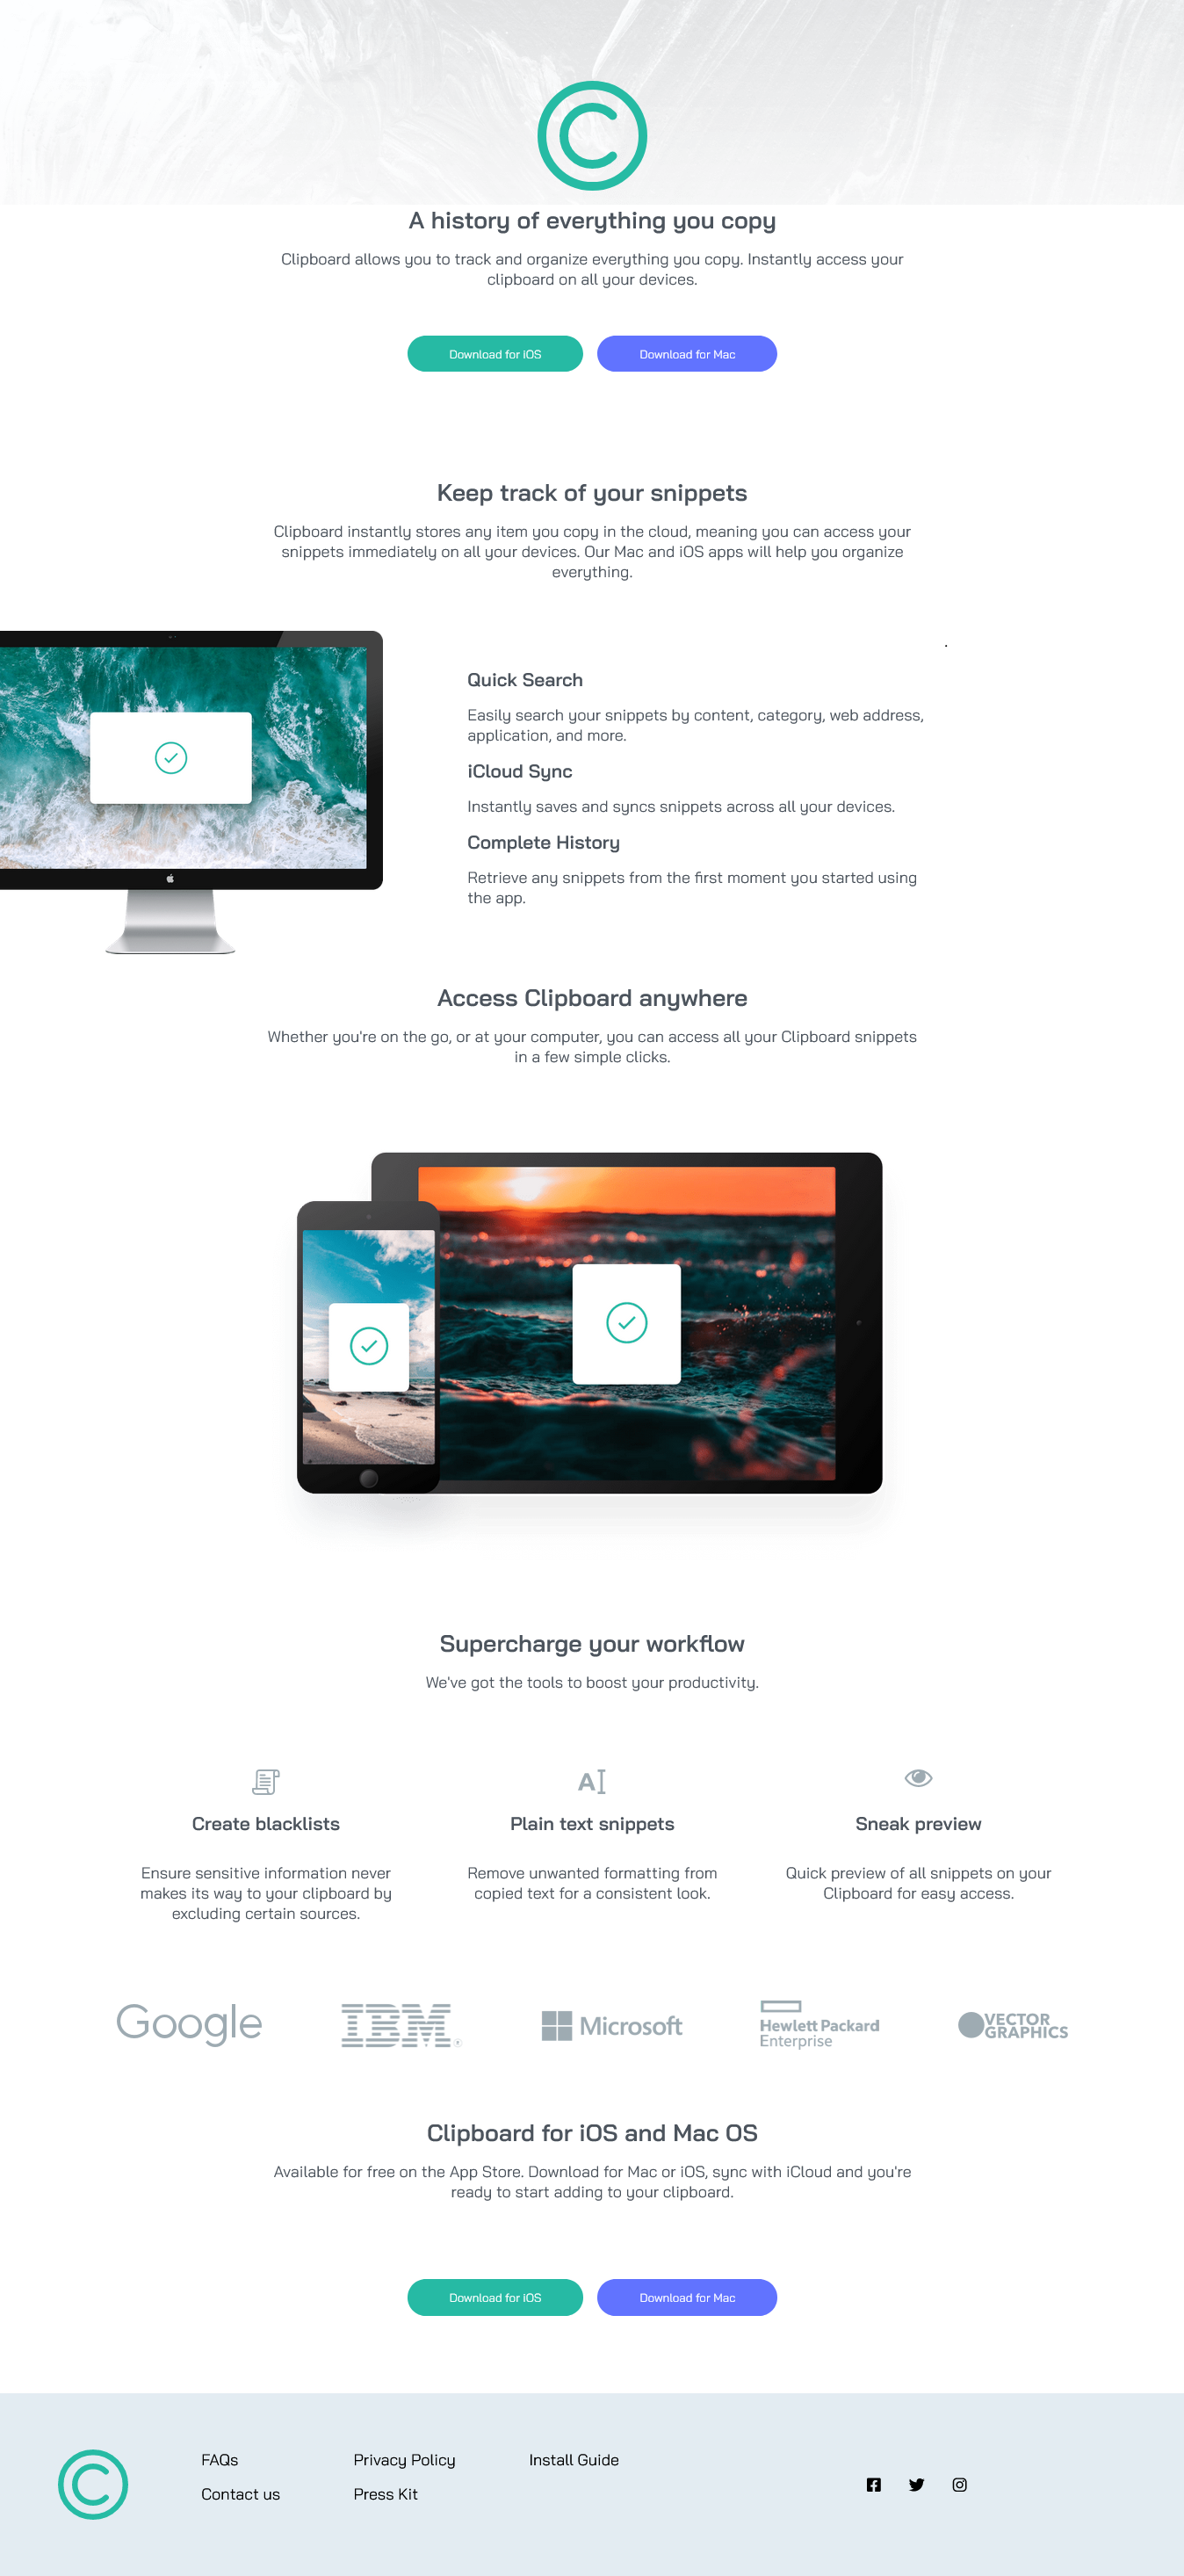 A history of everything you copy
Clipboard allows you to track and organize everything you copy. Instantly access your
clipboard on all your devices.
Download for iOS
Download for Mac
Keep track of your snippets
Clipboard instantly stores any item you copy in the cloud, meaning you can access your
snippets immediately on all your devices. Our Mac and iOS apps will help you organize
everything.
Quick Search
Easily search your snippets by content, category, web address,
application, and more.
iCloud Sync
Instantly saves and syncs snippets across all your devices.
Complete History
Retrieve any snippets from the first moment you started using
the app.
Access Clipboard anywhere
Whether you're on the go, or at your computer, you can access all your Clipboard snippets
in a few simple clicks.
Supercharge your workflow
We've got the tools to boost your productivity.
Create blacklists
Ensure sensitive information never
makes its way to your clipboard by
excluding certain sources.
Plain text snippets
Remove unwanted formatting from
copied text for a consistent look.
Sneak preview
Quick preview of all snippets on your
Clipboard for easy access.
Google
IBM
Microsoft
Hewlett Packard
Enterprise
VECTOR
GRAPHICS
Clipboard for iOS and Mac OS
Available for free on the App Store. Download for Mac or iOS, sync with iCloud and you're
ready to start adding to your clipboard.
Download for iOS
Download for Mac
FAQs
Contact us
Privacy Policy
Press Kit
Install Guide